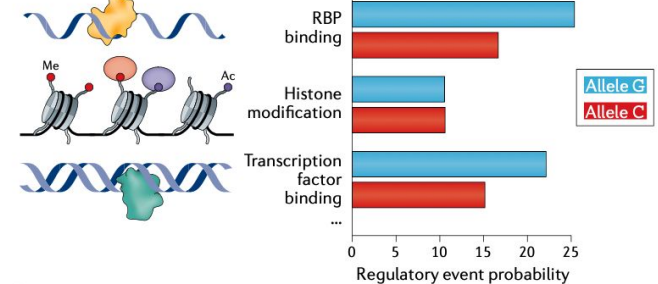 RBP
binding
Me
Ac
Histone
modification
Allele G
Allele C
Transcription
factor
binding
...
0 5 10 15 20 25
Regulatory event probability